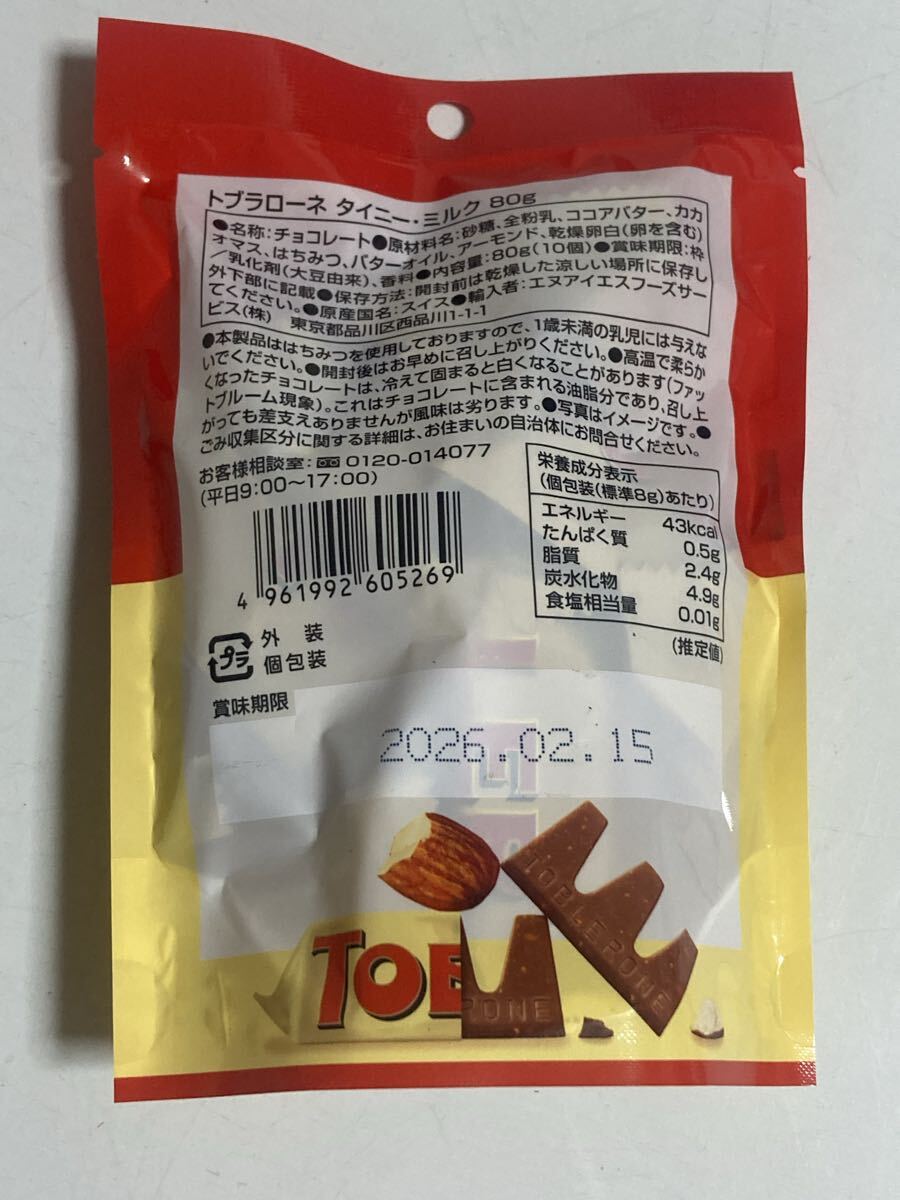 トブラローネ タイニー・ミルク 80g
●名称：チョコレート●原材料名：砂糖、全粉乳、ココアバター、カカ
オマス、はちみつ、バターオイル、アーモンド、乾燥卵白(卵を含む)
／乳化剤(大豆由来)、香料●内容量：80g(10個)●賞味期限：枠
外下部に記載●保存方法：開封前は乾燥した涼しい場所に保存し
てください。●原産国名：スイス●輸入者：エヌアイエスフーズサー
ビス(株) 東京都品川区西品川1-1-1
●本製品ははちみつを使用しておりますので、1歳未満の乳児には与えな
いでください。●開封後はお早めに召し上がりください。●高温で柔らか
くなったチョコレートは、冷えて固まると白くなることがあります(ファッ
トブルーム現象)。これはチョコレートに含まれる油脂分であり、召し上
がっても差支えありませんが風味は劣ります。●写真はイメージです。●
ごみ収集区分に関する詳細は、お住まいの自治体にお問合せください。
お客様相談室： 0120-014077
(平日9:00～17:00)
栄養成分表示
(個包装(標準8g)あたり)
エネルギー 43kcal
たんぱく質 0.5g
脂質 2.4g
炭水化物 4.9g
食塩相当量 0.01g
(推定値)
4 961992 605269
プラ
外 装
個包装
賞味期限
2026.02.15
TOBLERONE
TOB
RONE